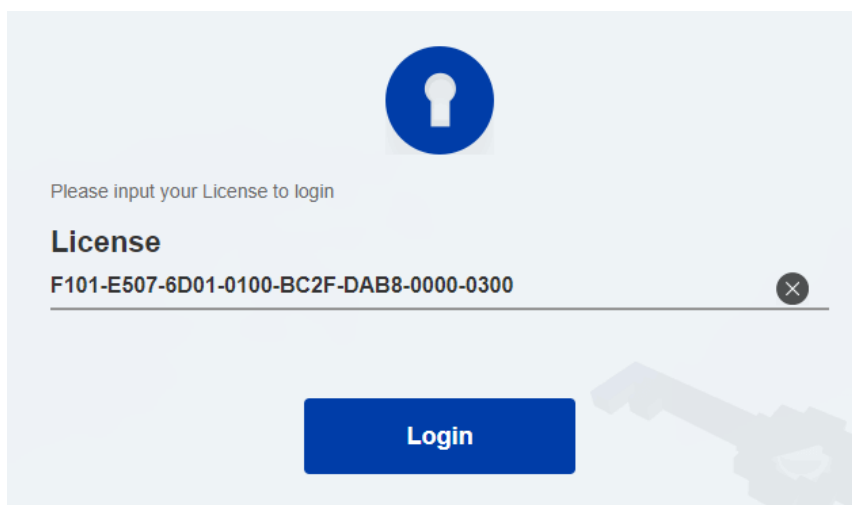 Please input your License to login
License
F101-E507-6D01-0100-BC2F-DAB8-0000-0300
Login